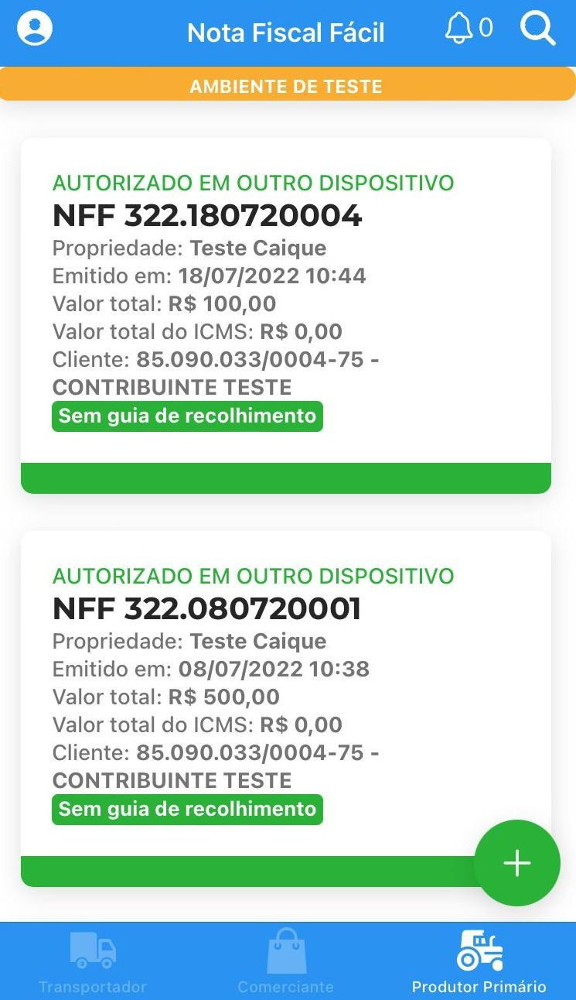 Nota Fiscal Fácil
0
AMBIENTE DE TESTE
AUTORIZADO EM OUTRO DISPOSITIVO
NFF 322.180720004
Propriedade: Teste Caique
Emitido em: 18/07/2022 10:44
Valor total: R$ 100,00
Valor total do ICMS: R$ 0,00
Cliente: 85.090.033/0004-75 -
CONTRIBUINTE TESTE
Sem guia de recolhimento
AUTORIZADO EM OUTRO DISPOSITIVO
NFF 322.080720001
Propriedade: Teste Caique
Emitido em: 08/07/2022 10:38
Valor total: R$ 500,00
Valor total do ICMS: R$ 0,00
Cliente: 85.090.033/0004-75 -
CONTRIBUINTE TESTE
Sem guia de recolhimento
Transportador
Comerciante
Produtor Primário